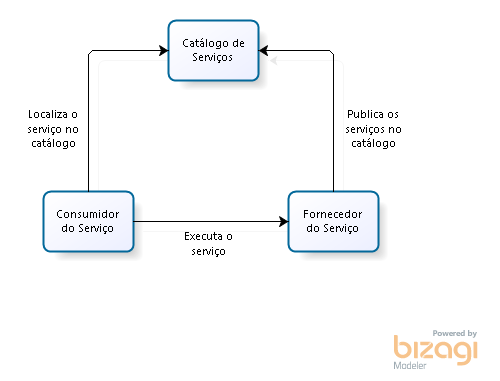 Catálogo de
Serviços
Localiza o
serviço no
catálogo
Publica os
serviços no
catálogo
Consumidor
do Serviço
Executa o
serviço
Fornecedor
do Serviço
Powered by
bizagi
Modeler